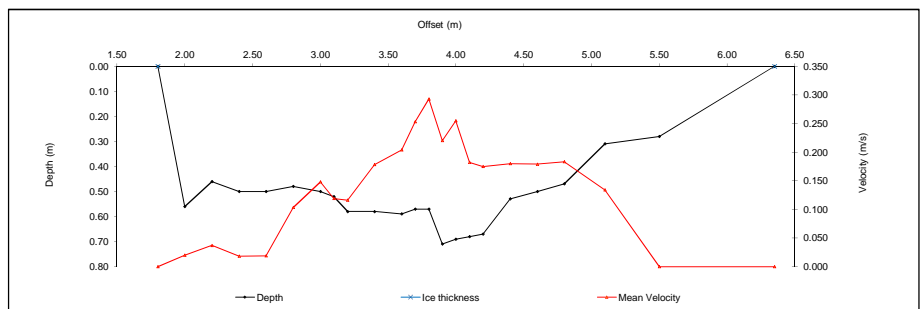 Offset (m)
1.50 2.00 2.50 3.00 3.50 4.00 4.50 5.00 5.50 6.00 6.50
0.00 0.350
0.10 0.300
0.20 0.250
0.30 0.200
0.40 0.150
0.50 0.100
0.60 0.050
0.70 0.000
0.80
Depth (m)
Velocity (m/s)
Depth Ice thickness Mean Velocity